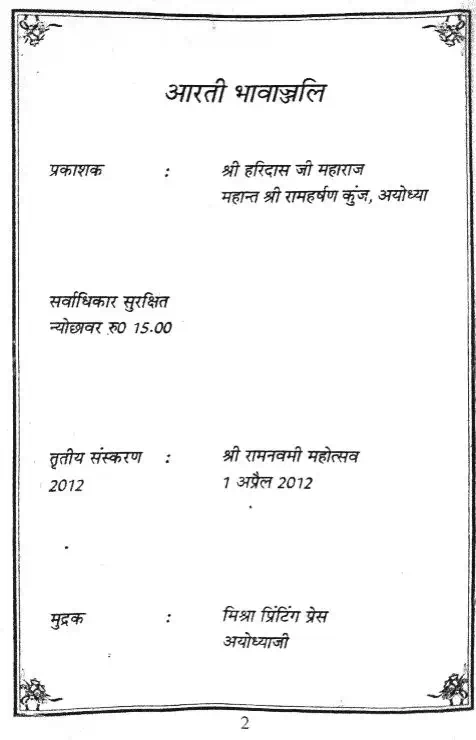 आरती भावाञ्जलि
प्रकाशक : श्री हरिदास जी महाराज
महान्त श्री रामहर्षण कुंज, अयोध्या
सर्वाधिकार सुरक्षित
न्योछावर रु0 15.00
तृतीय संस्करण : श्री रामनवमी महोत्सव
2012 1 अप्रैल 2012
मुद्रक : मिश्रा प्रिंटिंग प्रेस
अयोध्याजी
2